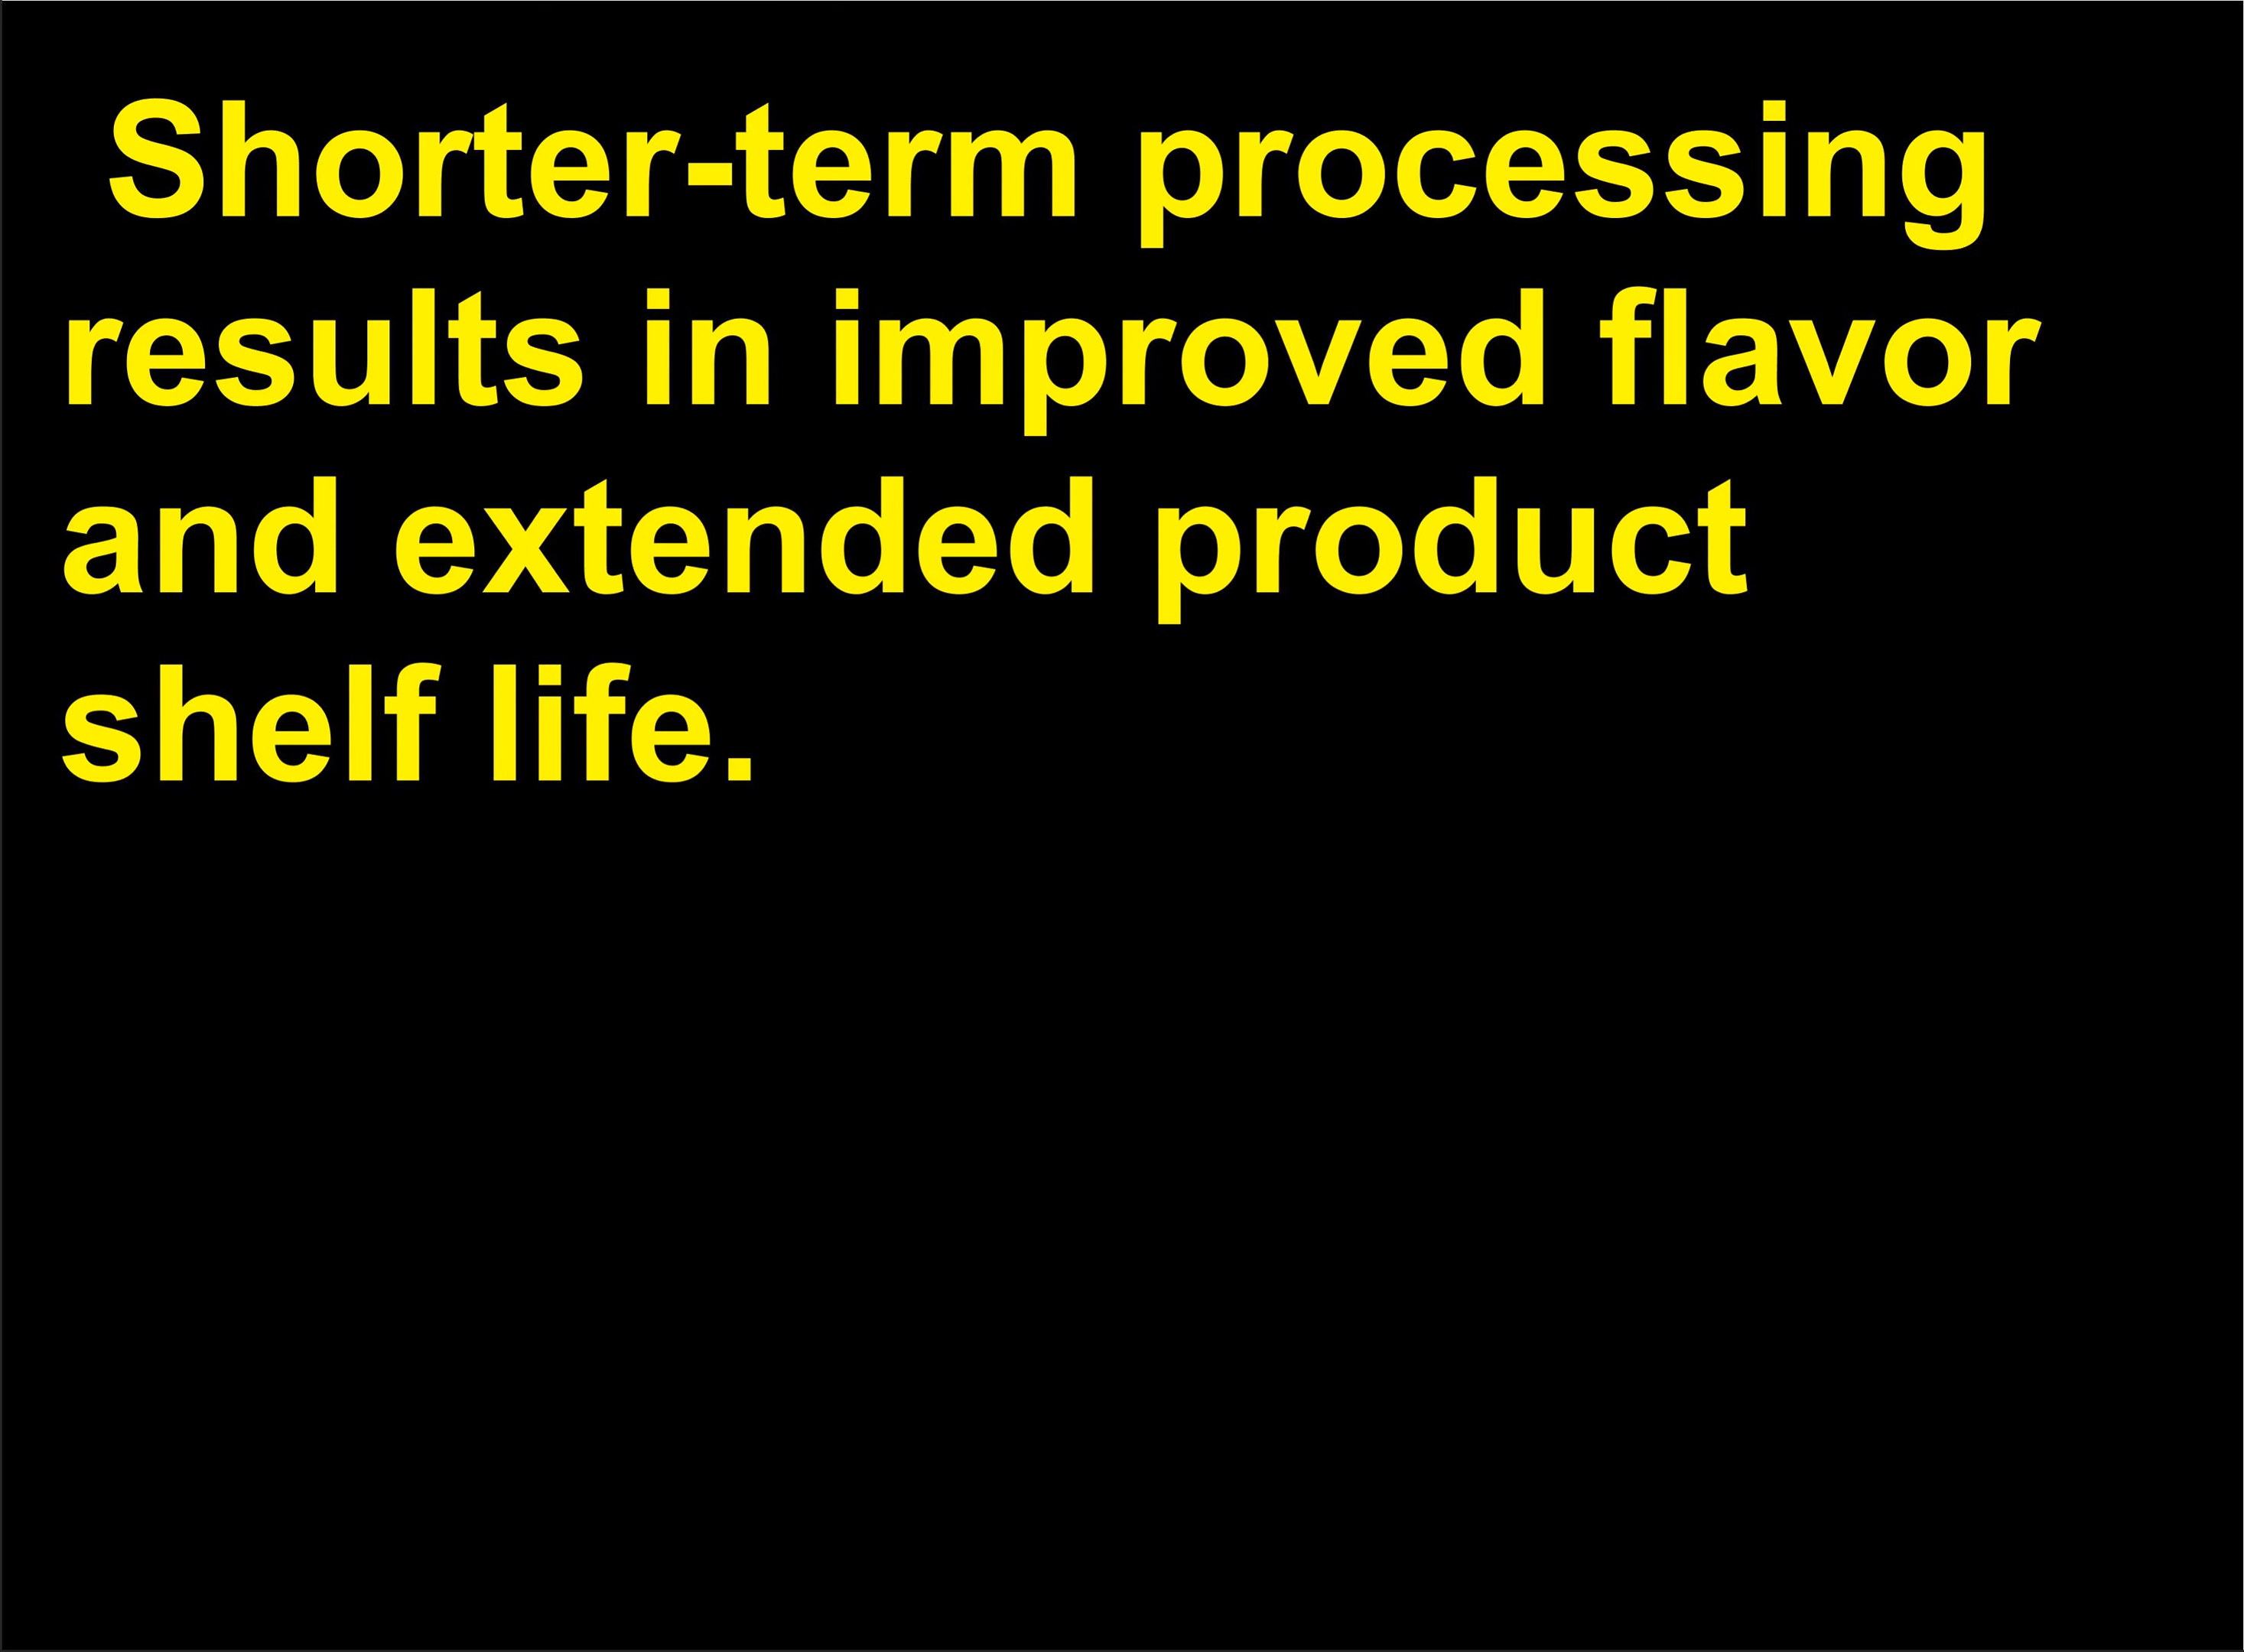 Shorter-term processing
results in improved flavor
and extended product
shelf life.